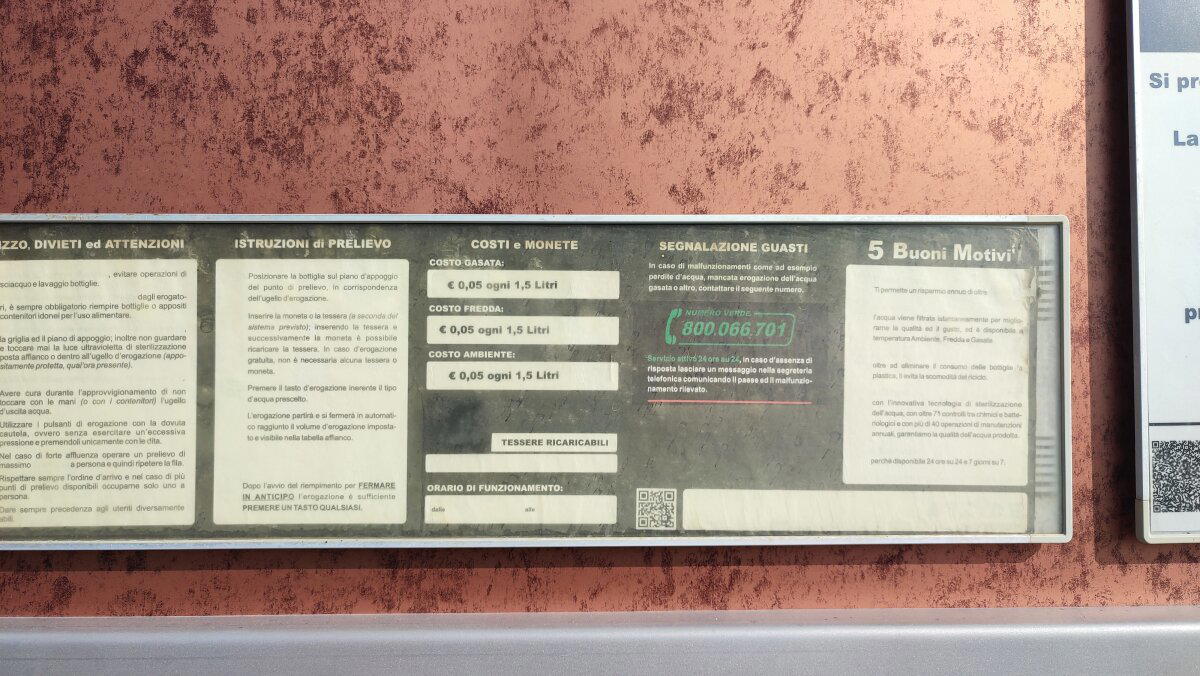 IZZO, DIVIETI ed ATTENZIONI
, evitare operazioni di
sciacquo e lavaggio bottiglie.
dagli erogato-
ri, è sempre obbligatorio riempire bottiglie o appositi
contenitori idonei per l'uso alimentare.
la griglia ed il piano di appoggio; inoltre non guardare
e toccare mai la luce ultravioletta di sterilizzazione
posta affianco o dentro all'ugello d'erogazione (appo-
sitamente protetta, qual'ora presente).
Avere cura durante l'approvvigionamento di non
toccare con le mani (o con i contenitori) l'ugello
d'uscita acqua.
Utilizzare i pulsanti di erogazione con la dovuta
cautela, ovvero senza esercitare un'eccessiva
pressione e premendoli unicamente con le dita.
Nel caso di forte affluenza operare un prelievo di
massimo a persona e quindi ripetere la fila.
Rispettare sempre l'ordine d'arrivo e nel caso di più
punti di prelievo disponibili occuparne solo uno a
persona.
Dare sempre precedenza agli utenti diversamente
abili.
ISTRUZIONI di PRELIEVO
Posizionare la bottiglia sul piano d'appoggio
del punto di prelievo, in corrispondenza
dell'ugello d'erogazione.
Inserire la moneta o la tessera (a seconda del
sistema previsto); inserendo la tessera e
successivamente la moneta è possibile
ricaricare la tessera. In caso d'erogazione
gratuita, non è necessaria alcuna tessera o
moneta.
Premere il tasto d'erogazione inerente il tipo
d'acqua prescelto.
L'erogazione partirà e si fermerà in automati-
co raggiunto il volume d'erogazione imposta-
to e visibile nella tabella affianco.
Dopo l'avvio del riempimento per FERMARE
IN ANTICIPO l'erogazione è sufficiente
PREMERE UN TASTO QUALSIASI.
COSTI e MONETE
COSTO GASATA:
€ 0,05 ogni 1,5 Litri
COSTO FREDDA:
€ 0,05 ogni 1,5 Litri
COSTO AMBIENTE:
€ 0,05 ogni 1,5 Litri
TESSERE RICARICABILI
ORARIO DI FUNZIONAMENTO:
dalle alle
SEGNALAZIONE GUASTI
In caso di malfunzionamenti come ad esempio
perdite d'acqua, mancata erogazione dell'acqua
gasata o altro, contattare il seguente numero.
NUMERO VERDE
800.066.701
Servizio attivo 24 ore su 24, in caso d'assenza di
risposta lasciare un messaggio nella segreteria
telefonica comunicando il paese ed il malfunzio-
namento rilevato.
5 Buoni Motivi
Ti permette un risparmio annuo di oltre
l'acqua viene filtrata istantaneamente per miglio-
rarne la qualità ed il gusto, ed è disponibile a
temperatura Ambiente, Fredda e Gasata.
oltre ad eliminare il consumo delle bottiglie
plastica, ti evita la scomodità del riciclo.
con l'innovativa tecnologia di sterilizzazione
dell'acqua, con oltre 71 controlli tra chimici e batte-
riologici e con più di 40 operazioni di manutenzioni
annuali, garantiamo la qualità dell'acqua prodotta.
perché disponibile 24 ore su 24 e 7 giorni su 7.
Si pr
La
p